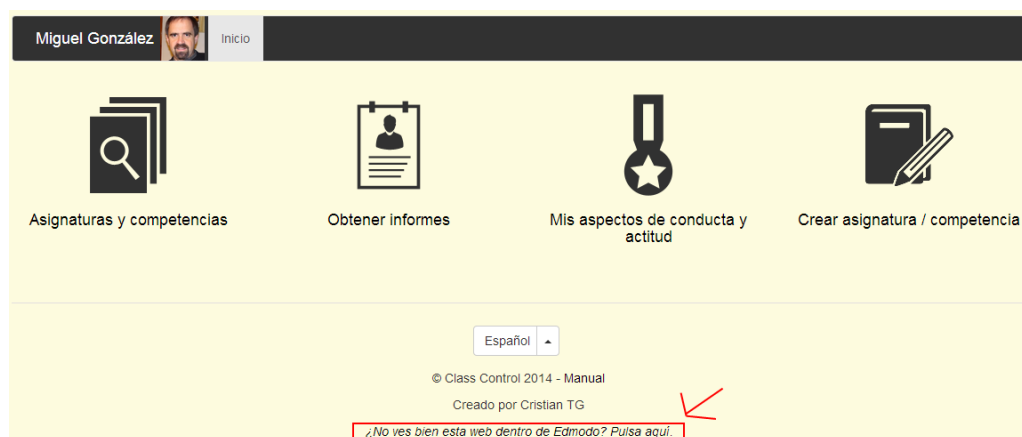 Miguel González
Inicio
Asignaturas y competencias
Obtener informes
Mis aspectos de conducta y
actitud
Crear asignatura / competencia
Español
© Class Control 2014 - Manual
Creado por Cristian TG
¿No ves bien esta web dentro de Edmodo? Pulsa aquí.